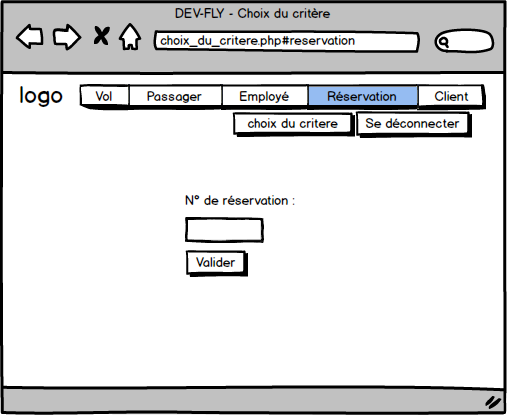 DEV-FLY - Choix du critère
choix_du_critere.php#reservation
logo
Vol Passager Employé Réservation Client
choix du critere Se déconnecter
N° de réservation :
Valider